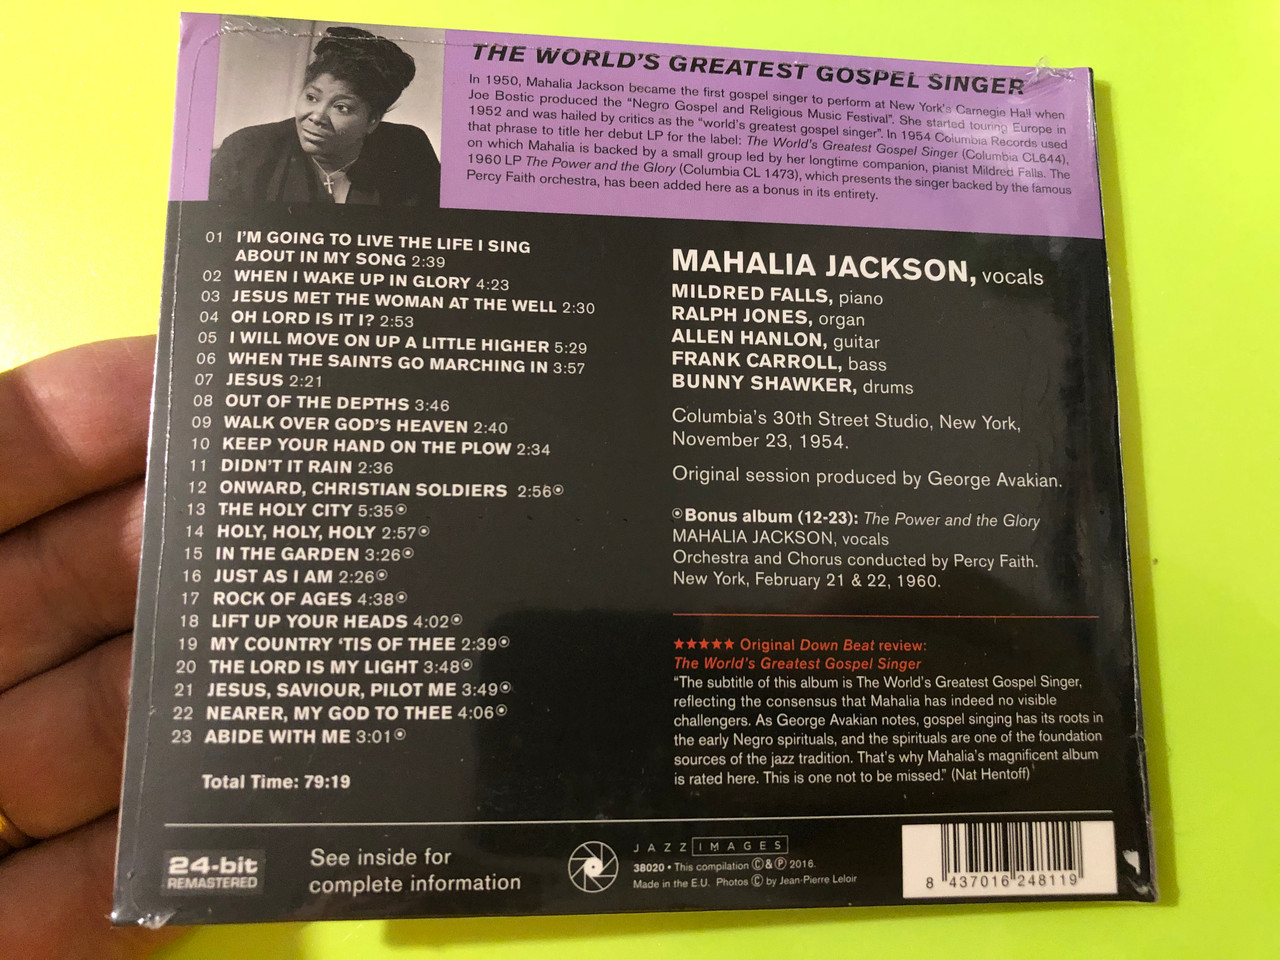 THE WORLD'S GREATEST GOSPEL SINGER
In 1950, Mahalia Jackson became the first gospel singer to perform at New York's Carnegie Hall when
Joe Bostic produced the "Negro Gospel and Religious Music Festival". She started touring Europe in
1952 and was hailed by critics as the "world's greatest gospel singer". In 1954 Columbia Records used
that phrase to title her debut LP for the label: The World's Greatest Gospel Singer (Columbia CL644),
on which Mahalia is backed by a small group led by her longtime companion, pianist Mildred Falls. The
1960 LP The Power and the Glory (Columbia CL 1473), which presents the singer backed by the famous
Percy Faith orchestra, has been added here as a bonus in its entirety.
01 I'M GOING TO LIVE THE LIFE I SING
ABOUT IN MY SONG 2:39
02 WHEN I WAKE UP IN GLORY 4:23
03 JESUS MET THE WOMAN AT THE WELL 2:30
04 OH LORD IS IT I? 2:53
05 I WILL MOVE ON UP A LITTLE HIGHER 5:29
06 WHEN THE SAINTS GO MARCHING IN 3:57
07 JESUS 2:21
08 OUT OF THE DEPTHS 3:46
09 WALK OVER GOD'S HEAVEN 2:40
10 KEEP YOUR HAND ON THE PLOW 2:34
11 DIDN'T IT RAIN 2:36
12 ONWARD, CHRISTIAN SOLDIERS 2:56⦿
13 THE HOLY CITY 5:35⦿
14 HOLY, HOLY, HOLY 2:57⦿
15 IN THE GARDEN 3:26⦿
16 JUST AS I AM 2:26⦿
17 ROCK OF AGES 4:38⦿
18 LIFT UP YOUR HEADS 4:02⦿
19 MY COUNTRY 'TIS OF THEE 2:39⦿
20 THE LORD IS MY LIGHT 3:48⦿
21 JESUS, SAVIOUR, PILOT ME 3:49⦿
22 NEARER, MY GOD TO THEE 4:06⦿
23 ABIDE WITH ME 3:01⦿
Total Time: 79:19
MAHALIA JACKSON, vocals
MILDRED FALLS, piano
RALPH JONES, organ
ALLEN HANLON, guitar
FRANK CARROLL, bass
BUNNY SHAWKER, drums
Columbia's 30th Street Studio, New York,
November 23, 1954.
Original session produced by George Avakian.
⦿Bonus album (12-23): The Power and the Glory
MAHALIA JACKSON, vocals
Orchestra and Chorus conducted by Percy Faith.
New York, February 21 & 22, 1960.
★★★★★ Original Down Beat review:
The World's Greatest Gospel Singer
"The subtitle of this album is The World's Greatest Gospel Singer,
reflecting the consensus that Mahalia has indeed no visible
challengers. As George Avakian notes, gospel singing has its roots in
the early Negro spirituals, and the spirituals are one of the foundation
sources of the jazz tradition. That's why Mahalia's magnificent album
is rated here. This is one not to be missed." (Nat Hentoff)
24-bit
REMASTERED
See inside for
complete information
JAZZ IMAGES
38020 • This compilation Ⓒ&Ⓟ 2016.
Made in the E.U. Photos Ⓒ by Jean-Pierre Leloir
8 437016 248119